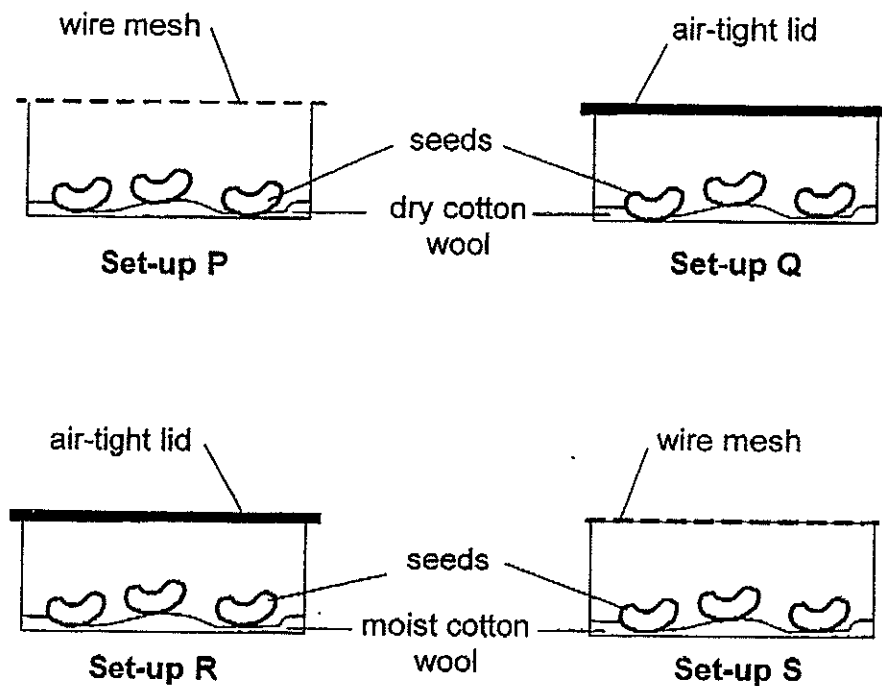 wire mesh
air-tight lid
seeds
dry cotton
wool
Set-up P
Set-up Q
air-tight lid
wire mesh
seeds
moist cotton
wool
Set-up R
Set-up S